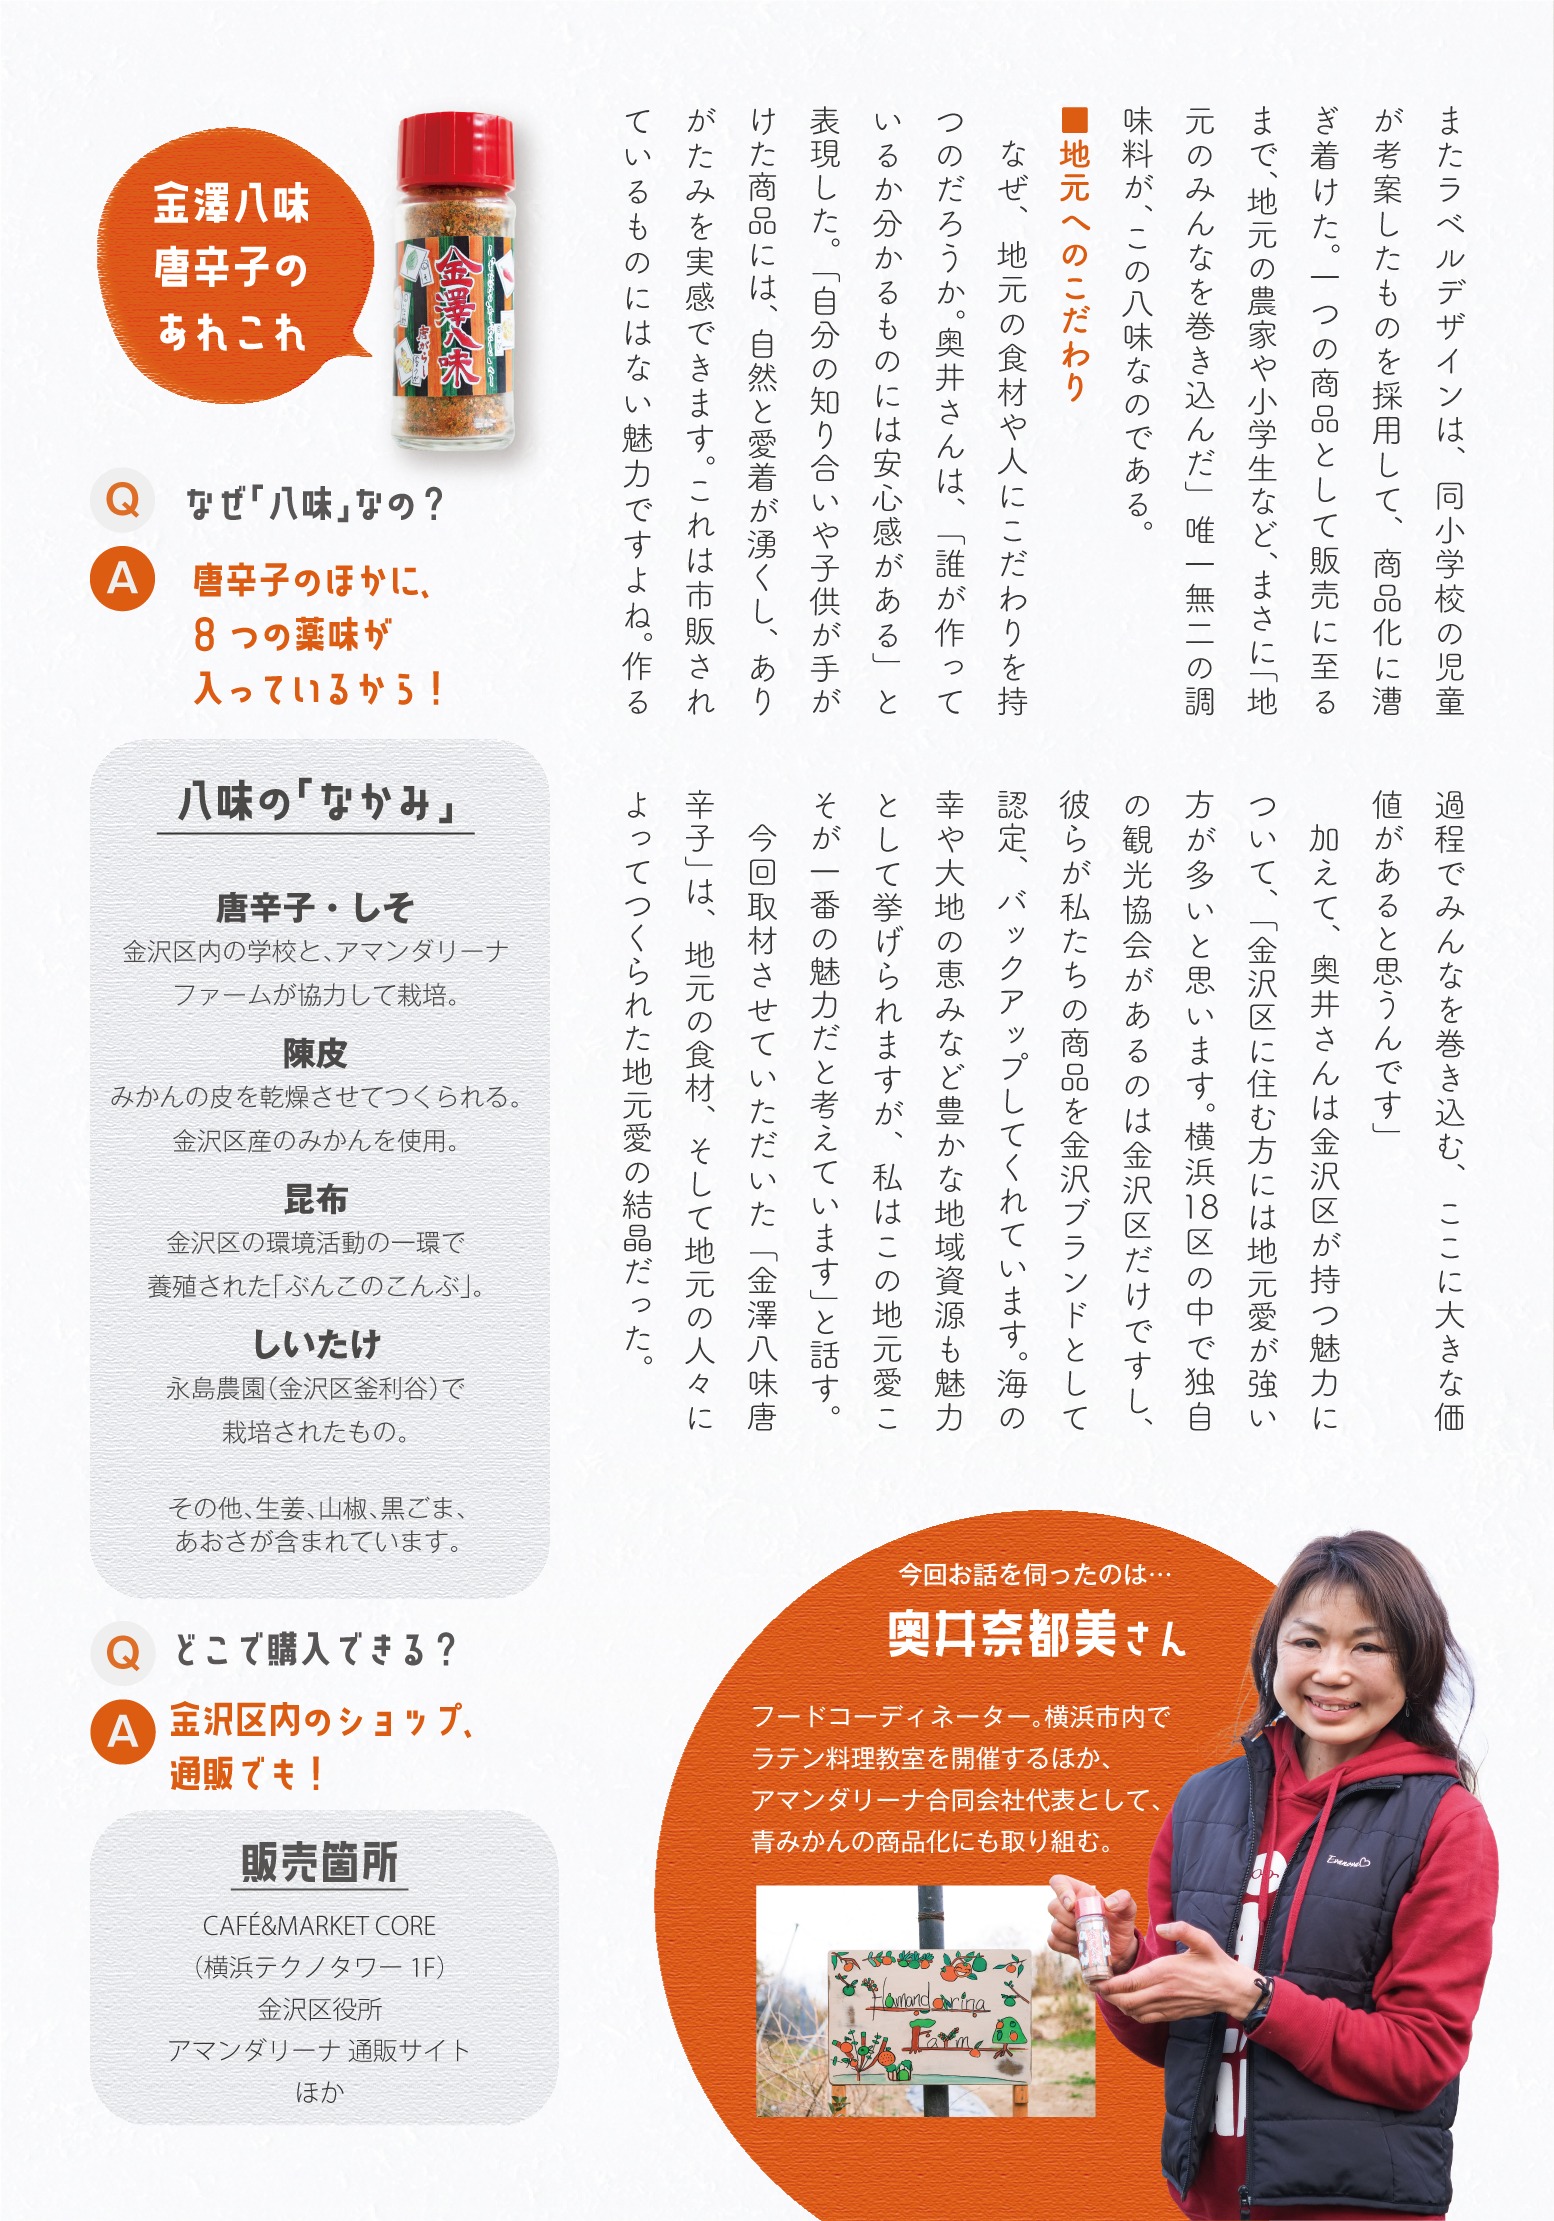 またラベルデザインは、同小学校の児童
が考案したものを採用して、商品化に漕
ぎ着けた。一つの商品として販売に至る
まで、地元の農家や小学生など、まさに「地
元のみんなを巻き込んだ」唯一無二の調
味料が、この八味なのである。
■地元へのこだわり
なぜ、地元の食材や人にこだわりを持
つのだろうか。奥井さんは、「誰が作って
いるか分かるものには安心感がある」と
表現した。「自分の知り合いや子供が手が
けた商品には、自然と愛着が湧くし、あり
がたみを実感できます。これは市販され
ているものにはない魅力ですよね。作る
過程でみんなを巻き込む、ここに大きな価
値があると思うんです」
加えて、奥井さんは金沢区が持つ魅力に
ついて、「金沢区に住む方には地元愛が強い
方が多いと思います。横浜18区の中で独自
の観光協会があるのは金沢区だけですし、
彼らが私たちの商品を金沢ブランドとして
認定、バックアップしてくれています。海の
幸や大地の恵みなど豊かな地域資源も魅力
として挙げられますが、私はこの地元愛こ
そが一番の魅力だと考えています」と話す。
今回取材させていただいた「金澤八味唐
辛子」は、地元の食材、そして地元の人々に
よってつくられた地元愛の結晶だった。
金澤八味
唐辛子の
あれこれ
金澤八味
唐がらし
Q なぜ「八味」なの？
A 唐辛子のほかに、
8つの薬味が
入っているから！
八味の「なかみ」
唐辛子・しそ
金沢区内の学校と、アマンダリーナ
ファームが協力して栽培。
陳皮
みかんの皮を乾燥させてつくられる。
金沢区産のみかんを使用。
昆布
金沢区の環境活動の一環で
養殖された「ぶんこのこんぶ」。
しいたけ
永島農園（金沢区釜利谷）で
栽培されたもの。
その他、生姜、山椒、黒ごま、
あおさが含まれています。
Q どこで購入できる？
A 金沢区内のショップ、
通販でも！
販売箇所
CAFÉ&MARKET CORE
（横浜テクノタワー 1F）
金沢区役所
アマンダリーナ 通販サイト
ほか
今回お話を伺ったのは…
奥井奈都美さん
フードコーディネーター。横浜市内で
ラテン料理教室を開催するほか、
アマンダリーナ合同会社代表として、
青みかんの商品化にも取り組む。
Hamandarina
Farm